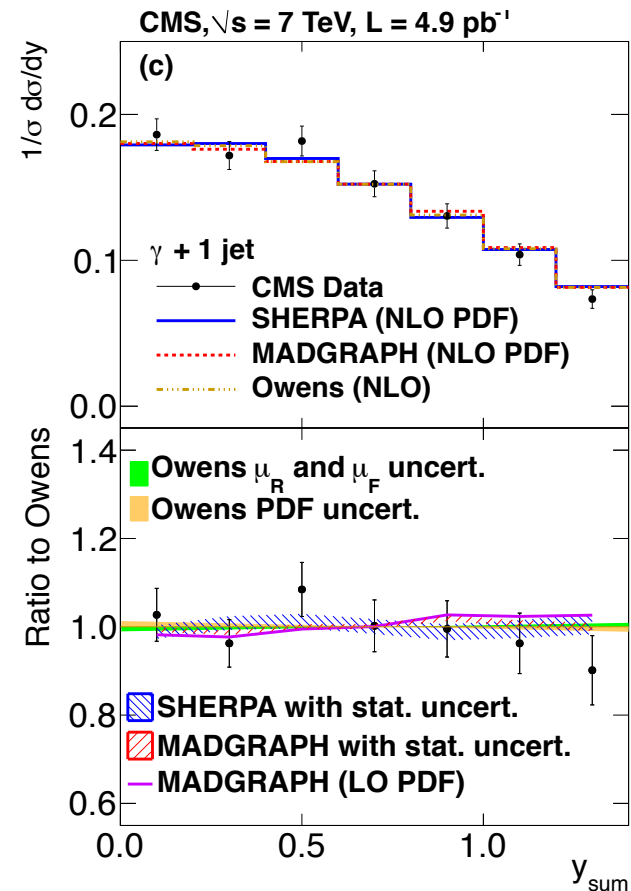 CMS, √s = 7 TeV, L = 4.9 pb⁻¹
(c)
1/σ dσ/dy
0.2
0.1
0.0
γ + 1 jet
CMS Data
SHERPA (NLO PDF)
MADGRAPH (NLO PDF)
Owens (NLO)
Ratio to Owens
1.4
1.2
1.0
0.8
0.6
Owens μ_R and μ_F uncert.
Owens PDF uncert.
SHERPA with stat. uncert.
MADGRAPH with stat. uncert.
MADGRAPH (LO PDF)
0.0 0.5 1.0
y_sum